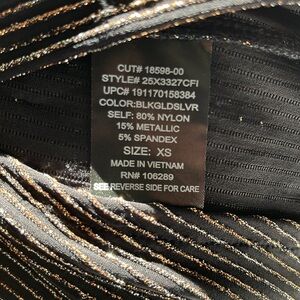 CUT# 18598-00
STYLE# 25X3327CFI
UPC# 191170158384
COLOR:BLKGLDSLVR
SELF: 80% NYLON
15% METALLIC
5% SPANDEX
SIZE: XS
MADE IN VIETNAM
RN# 106289
SEE REVERSE SIDE FOR CARE